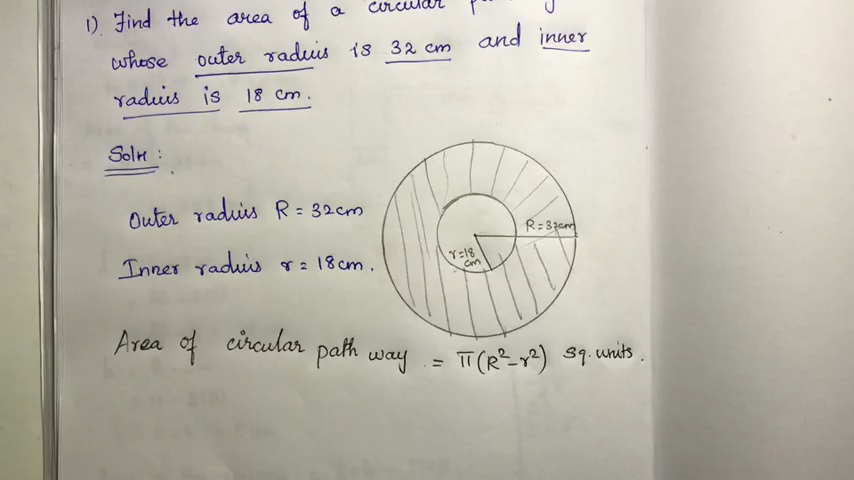 1). Find the area of a circular
whose outer radius is 32 cm and inner
radius is 18 cm.
Soln :
Outer radius R = 32cm
R = 32cm
r=18
cm
Inner radius r = 18cm.
Area of circular path way . = π(R²-r²) sq. units.